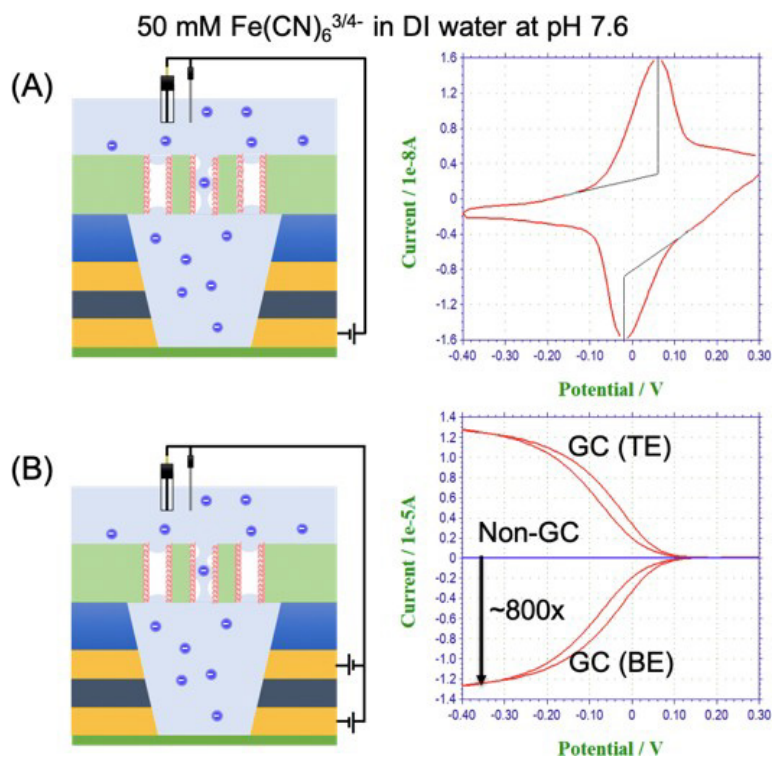 50 mM Fe(CN)₆³/⁴⁻ in DI water at pH 7.6
(A)
Current / 1e-8A
1.6
1.2
0.8
0.4
0
-0.4
-0.8
-1.2
-1.6
-0.40 -0.30 -0.20 -0.10 0 0.10 0.20 0.30
Potential / V
(B)
Current / 1e-5A
1.4
1.2
1.0
0.8
0.6
0.4
0.2
0
-0.2
-0.4
-0.6
-0.8
-1.0
-1.2
-1.4
GC (TE)
Non-GC
~800x
GC (BE)
-0.40 -0.30 -0.20 -0.10 0 0.10 0.20 0.30
Potential / V